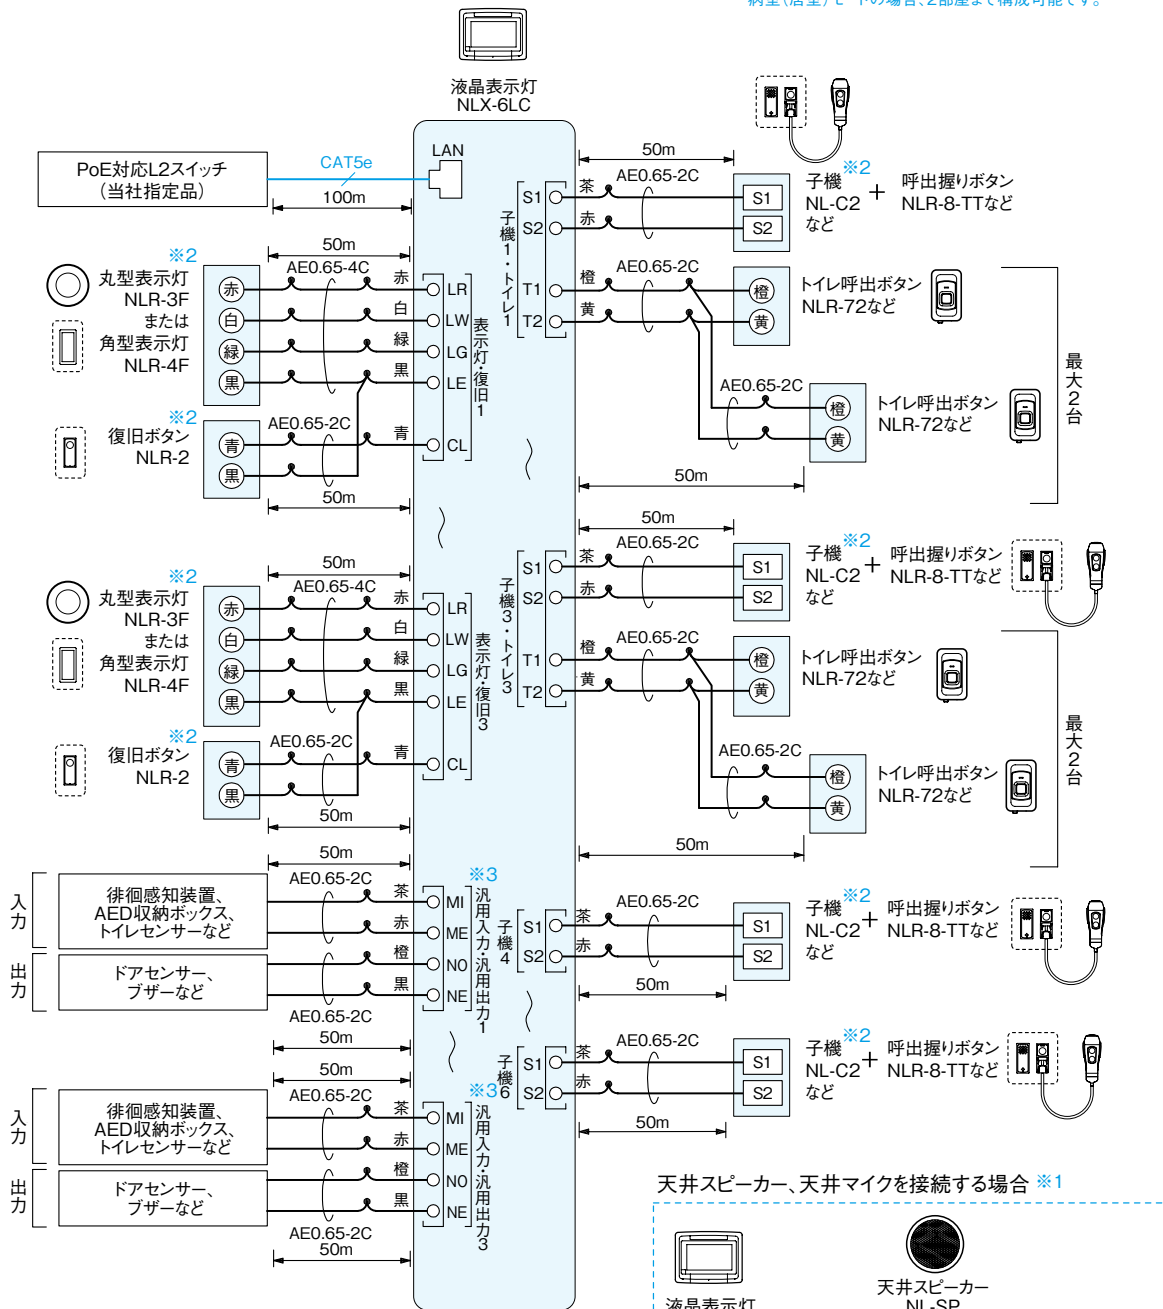 病室(居室)モードの場合、2部屋まで構成可能です。
液晶表示灯
NLX-6LC
PoE対応L2スイッチ
(当社指定品)
CAT5e
100m
LAN
50m
※2
丸型表示灯
NLR-3F
または
角型表示灯
NLR-4F
赤
白
緑
黒
AE0.65-4C
赤
白
緑
黒
LR
LW
LG
LE
CL
表示灯・復旧1
※2
復旧ボタン
NLR-2
青
黒
AE0.65-2C
青
50m
50m
S1
S2
T1
T2
子機1・トイレ1
茶
赤
AE0.65-2C
S1
S2
子機※2
NL-C2
など
+
呼出握りボタン
NLR-8-TTなど
橙
黄
AE0.65-2C
橙
黄
トイレ呼出ボタン
NLR-72など
AE0.65-2C
橙
黄
トイレ呼出ボタン
NLR-72など
50m
最大2台
50m
※2
丸型表示灯
NLR-3F
または
角型表示灯
NLR-4F
赤
白
緑
黒
AE0.65-4C
赤
白
緑
黒
LR
LW
LG
LE
CL
表示灯・復旧3
※2
復旧ボタン
NLR-2
青
黒
AE0.65-2C
青
50m
50m
S1
S2
T1
T2
子機3・トイレ3
茶
赤
AE0.65-2C
S1
S2
子機※2
NL-C2
など
+
呼出握りボタン
NLR-8-TTなど
橙
黄
AE0.65-2C
橙
黄
トイレ呼出ボタン
NLR-72など
AE0.65-2C
橙
黄
トイレ呼出ボタン
NLR-72など
50m
最大2台
50m
入力
徘徊感知装置、
AED収納ボックス、
トイレセンサーなど
AE0.65-2C
茶
赤
橙
黒
MI
ME
NO
NE
※3
汎用入力・汎用出力1
出力
ドアセンサー、
ブザーなど
AE0.65-2C
50m
子機4
S1
S2
茶
赤
AE0.65-2C
S1
S2
50m
子機※2
NL-C2
など
+
呼出握りボタン
NLR-8-TTなど
50m
入力
徘徊感知装置、
AED収納ボックス、
トイレセンサーなど
AE0.65-2C
茶
赤
橙
黒
MI
ME
NO
NE
※3
汎用入力・汎用出力3
出力
ドアセンサー、
ブザーなど
AE0.65-2C
50m
子機6
S1
S2
茶
赤
AE0.65-2C
S1
S2
50m
子機※2
NL-C2
など
+
呼出握りボタン
NLR-8-TTなど
天井スピーカー、天井マイクを接続する場合 ※1
液晶表示灯
天井スピーカー
NL-SP